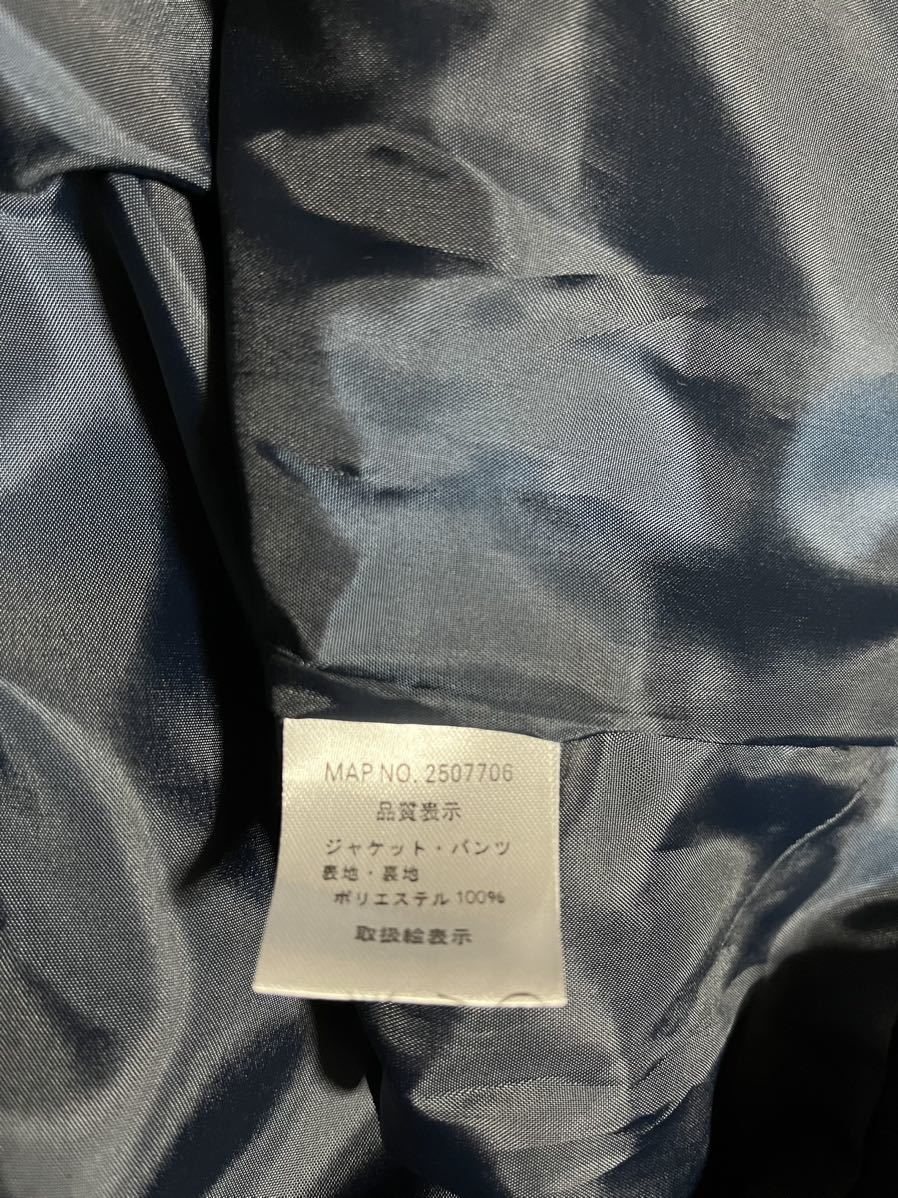 MAP NO. 2507706
品質表示
ジャケット・パンツ
表地・裏地
ポリエステル 100%
取扱絵表示